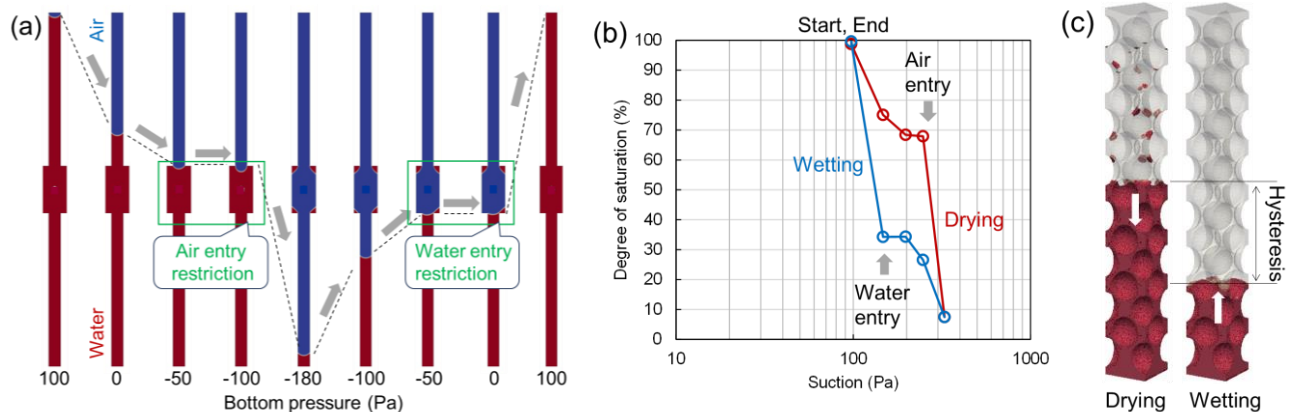 (a)
Air
Water
Air entry
restriction
Water entry
restriction
100
0
-50
-100
-180
-100
-50
0
100
Bottom pressure (Pa)
(b)
Start, End
100
90
80
70
60
50
40
30
20
10
0
Degree of saturation (%)
Air
entry
Wetting
Drying
Water
entry
10
100
1000
Suction (Pa)
(c)
Hysteresis
Drying
Wetting